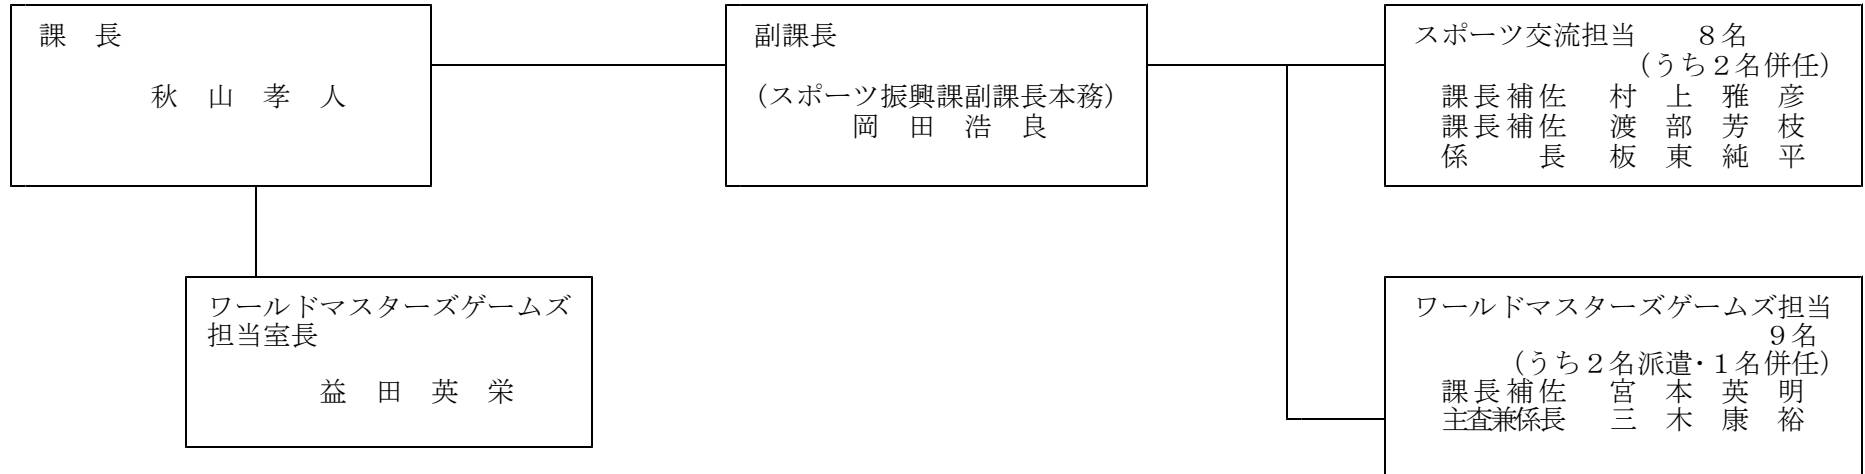 課　長
秋　山　孝　人
副課長
（スポーツ振興課副課長本務）
岡　田　浩　良
スポーツ交流担当　　８名
（うち２名併任）
課長補佐　村　上　雅　彦
課長補佐　渡　部　芳　枝
係　　長　板　東　純　平
ワールドマスターズゲームズ
担当室長
益　田　英　栄
ワールドマスターズゲームズ担当
９名
（うち２名派遣・１名併任）
課長補佐　宮　本　英　明
主査兼係長　三　木　康　裕